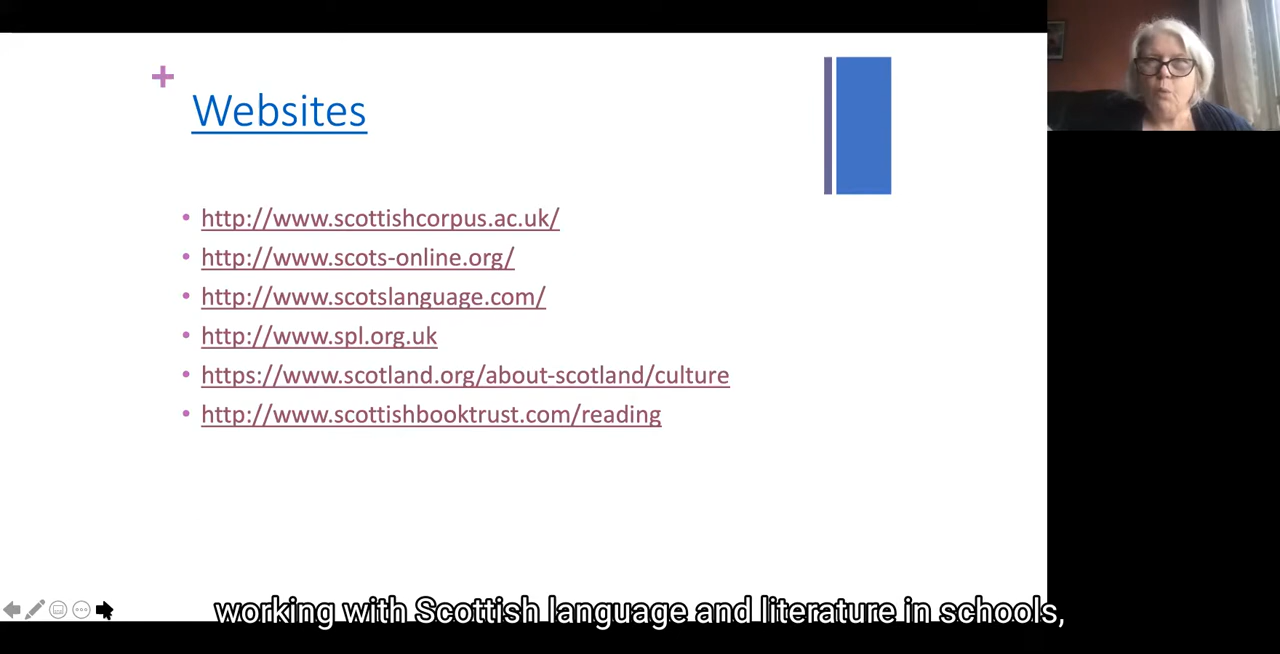 Websites
http://www.scottishcorpus.ac.uk/
http://www.scots-online.org/
http://www.scotslanguage.com/
http://www.spl.org.uk
https://www.scotland.org/about-scotland/culture
http://www.scottishbooktrust.com/reading
working with Scottish language and literature in schools,